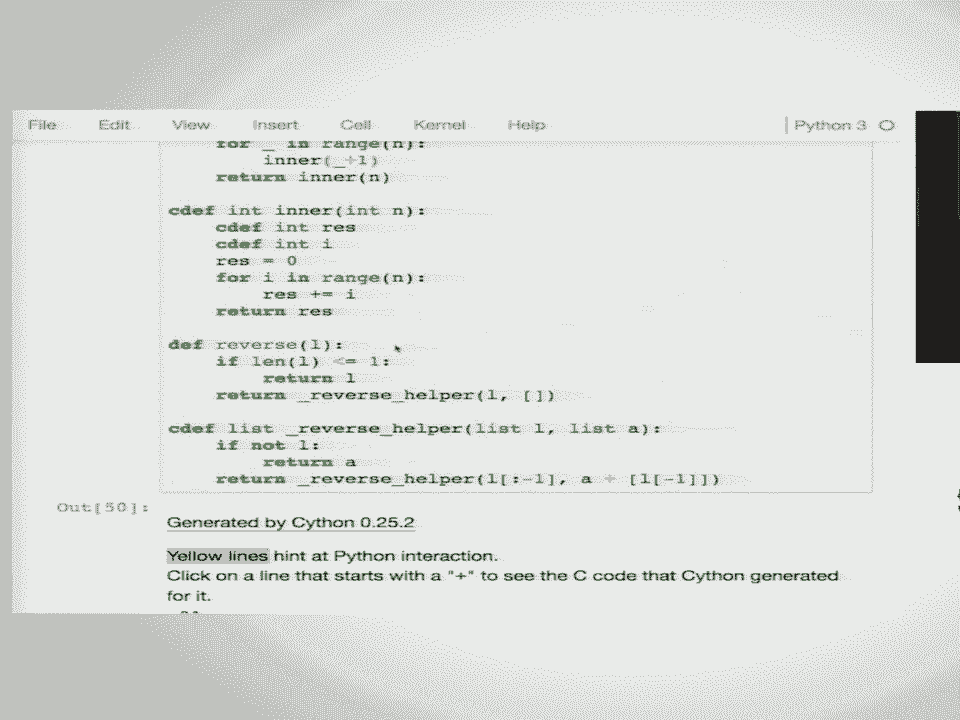 File Edit View Insert Cell Kernel Help Python 3
for _ in range(n):
inner(_+1)
return inner(n)
cdef int inner(int n):
cdef int res
cdef int i
res = 0
for i in range(n):
res += i
return res
def reverse(l):
if len(l) <= 1:
return l
return _reverse_helper(l, [])
cdef list _reverse_helper(list l, list a):
if not l:
return a
return _reverse_helper(l[:-1], a + [l[-1]])
Out[50]:
Generated by Cython 0.25.2
Yellow lines hint at Python interaction.
Click on a line that starts with a "+" to see the C code that Cython generated
for it.